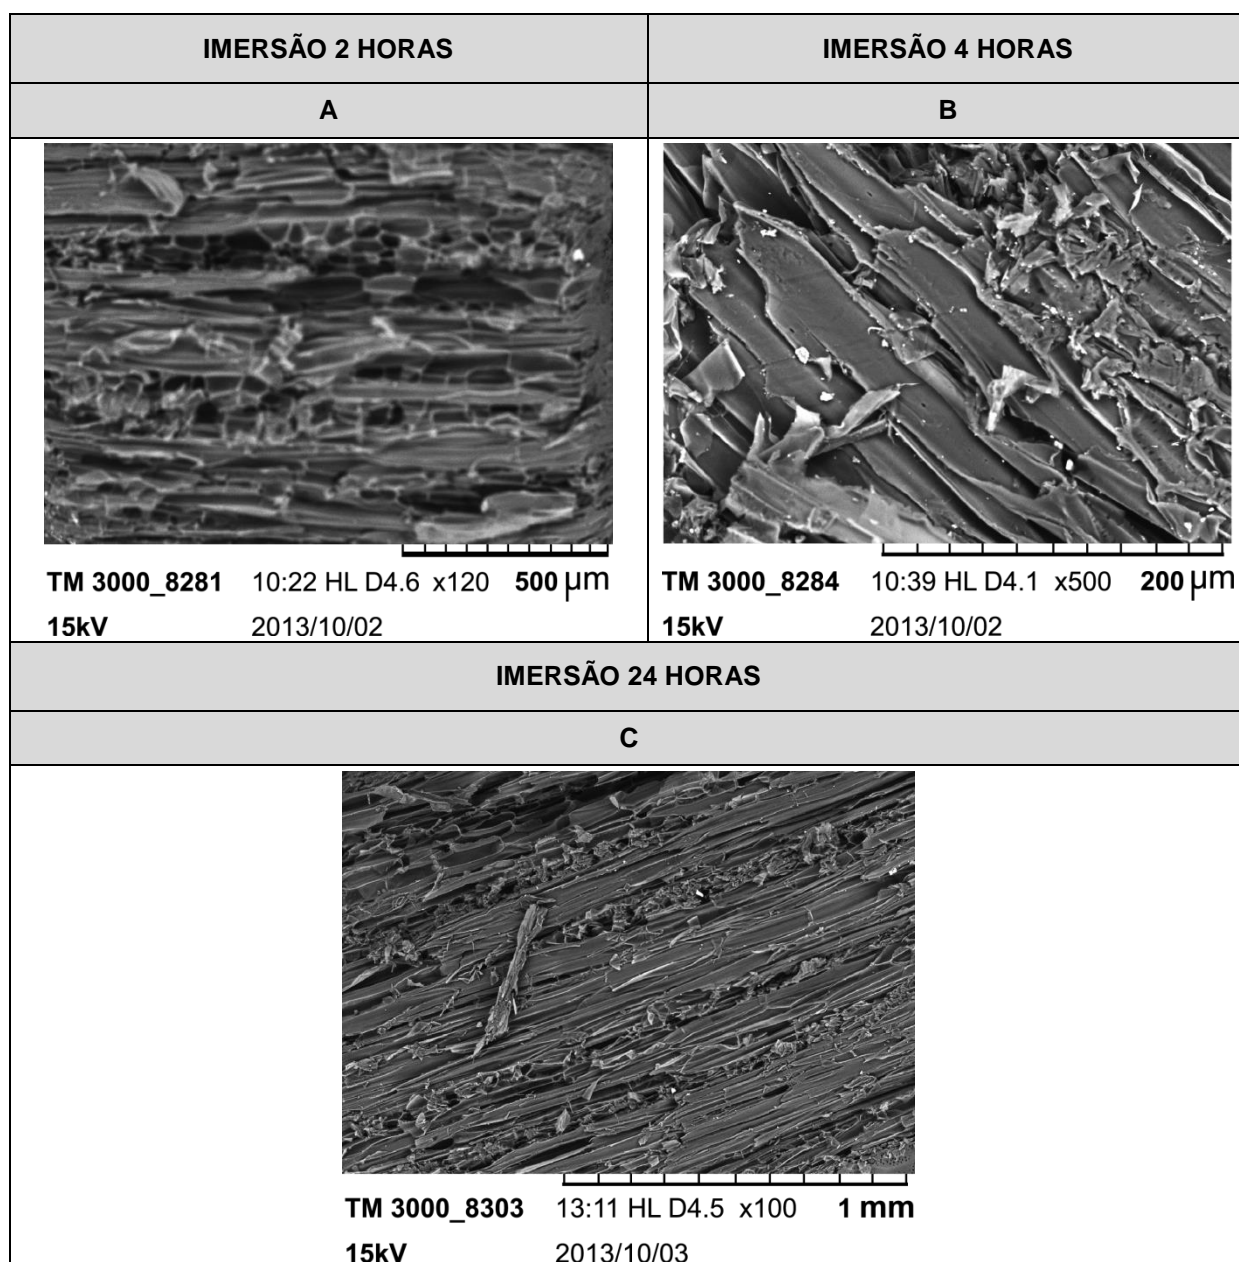 IMERSÃO 2 HORAS
IMERSÃO 4 HORAS
A
B
TM 3000_8281 10:22 HL D4.6 x120 500 µm
15kV 2013/10/02
TM 3000_8284 10:39 HL D4.1 x500 200 µm
15kV 2013/10/02
IMERSÃO 24 HORAS
C
TM 3000_8303 13:11 HL D4.5 x100 1 mm
15kV 2013/10/03